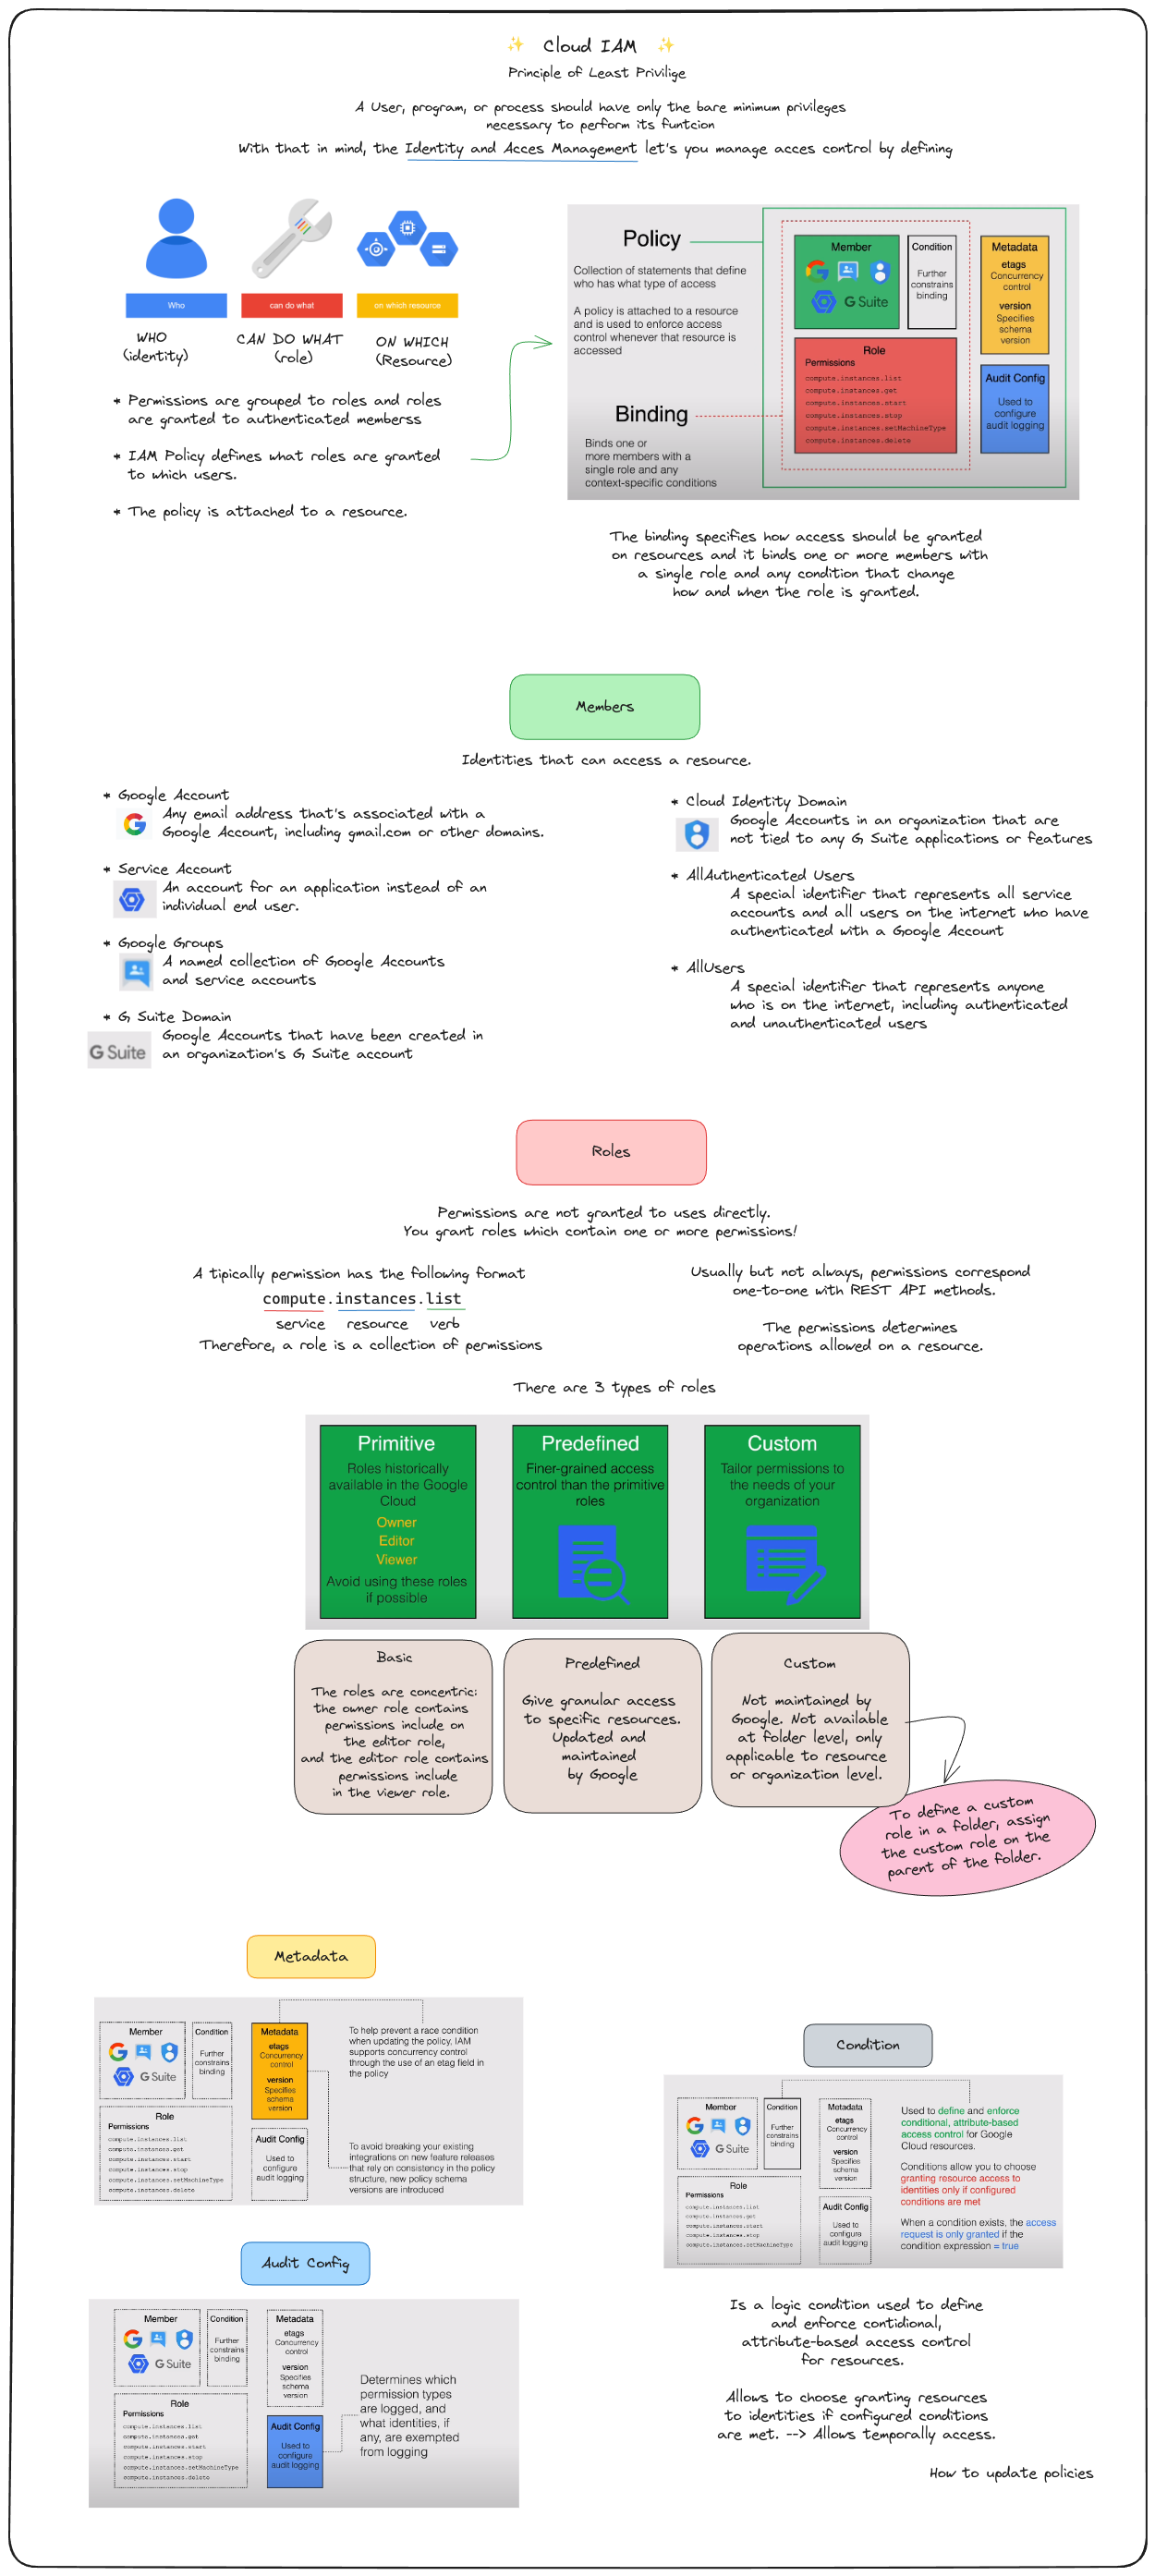 ✨ Cloud IAM ✨
Principle of Least Privilige
A User, program, or process should have only the bare minimum privileges
necessary to perform its funtcion
With that in mind, the Identity and Acces Management let's you manage acces control by defining
Who
can do what
on which resource
WHO
(identity)
CAN DO WHAT
(role)
ON WHICH
(Resource)
* Permissions are grouped to roles and roles
are granted to authenticated memberss
* IAM Policy defines what roles are granted
to which users.
* The policy is attached to a resource.
Policy
Collection of statements that define
who has what type of access
A policy is attached to a resource
and is used to enforce access
control whenever that resource is
accessed
Binding
Binds one or
more members with a
single role and any
context-specific conditions
Member
G Suite
Condition
Further
constrains
binding
Metadata
etags
Concurrency
control
version
Specifies
schema
version
Role
Permissions
compute.instances.list
compute.instances.get
compute.instances.start
compute.instances.stop
compute.instances.setMachineType
compute.instances.delete
Audit Config
Used to
configure
audit logging
The binding specifies how access should be granted
on resources and it binds one or more members with
a single role and any condition that change
how and when the role is granted.
Members
Identities that can access a resource.
* Google Account
Any email address that's associated with a
Google Account, including gmail.com or other domains.
* Service Account
An account for an application instead of an
individual end user.
* Google Groups
A named collection of Google Accounts
and service accounts
* G Suite Domain
G Suite
Google Accounts that have been created in
an organization's G Suite account
* Cloud Identity Domain
Google Accounts in an organization that are
not tied to any G Suite applications or features
* AllAuthenticated Users
A special identifier that represents all service
accounts and all users on the internet who have
authenticated with a Google Account
* AllUsers
A special identifier that represents anyone
who is on the internet, including authenticated
and unauthenticated users
Roles
Permissions are not granted to uses directly.
You grant roles which contain one or more permissions!
A tipically permission has the following format
compute.instances.list
service resource verb
Therefore, a role is a collection of permissions
Usually but not always, permissions correspond
one-to-one with REST API methods.
The permissions determines
operations allowed on a resource.
There are 3 types of roles
Primitive
Roles historically
available in the Google
Cloud
Owner
Editor
Viewer
Avoid using these roles
if possible
Predefined
Finer-grained access
control than the primitive
roles
Custom
Tailor permissions to
the needs of your
organization
Basic
The roles are concentric;
the owner role contains
permissions include on
the editor role,
and the editor role contains
permissions include
in the viewer role.
Predefined
Give granular access
to specific resources.
Updated and
maintained
by Google
Custom
Not maintained by
Google. Not available
at folder level, only
applicable to resource
or organization level.
To define a custom
role in a folder, assign
the custom role on the
parent of the folder.
Metadata
Member
G Suite
Condition
Further
constrains
binding
Metadata
etags
Concurrency
control
version
Specifies
schema
version
Role
Permissions
compute.instances.list
compute.instances.get
compute.instances.start
compute.instances.stop
compute.instances.setMachineType
compute.instances.delete
Audit Config
Used to
configure
audit logging
To help prevent a race condition
when updating the policy, IAM
supports concurrency control
through the use of an etag field in
the policy
To avoid breaking your existing
integrations on new feature releases
that rely on consistency in the policy
structure, new policy schema
versions are introduced
Condition
Member
G Suite
Condition
Further
constrains
binding
Metadata
etags
Concurrency
control
version
Specifies
schema
version
Role
Permissions
compute.instances.list
compute.instances.get
compute.instances.start
compute.instances.stop
compute.instances.setMachineType
Audit Config
Used to
configure
audit logging
Used to define and enforce
conditional, attribute-based
access control for Google
Cloud resources.
Conditions allow you to choose
granting resource access to
identities only if configured
conditions are met
When a condition exists, the access
request is only granted if the
condition expression = true
Audit Config
Member
G Suite
Condition
Further
constrains
binding
Metadata
etags
Concurrency
control
version
Specifies
schema
version
Role
Permissions
compute.instances.list
compute.instances.get
compute.instances.start
compute.instances.stop
compute.instances.setMachineType
compute.instances.delete
Audit Config
Used to
configure
audit logging
Determines which
permission types
are logged, and
what identities, if
any, are exempted
from logging
Is a logic condition used to define
and enforce contidional,
attribute-based access control
for resources.
Allows to choose granting resources
to identities if configured conditions
are met. --> Allows temporally access.
How to update policies